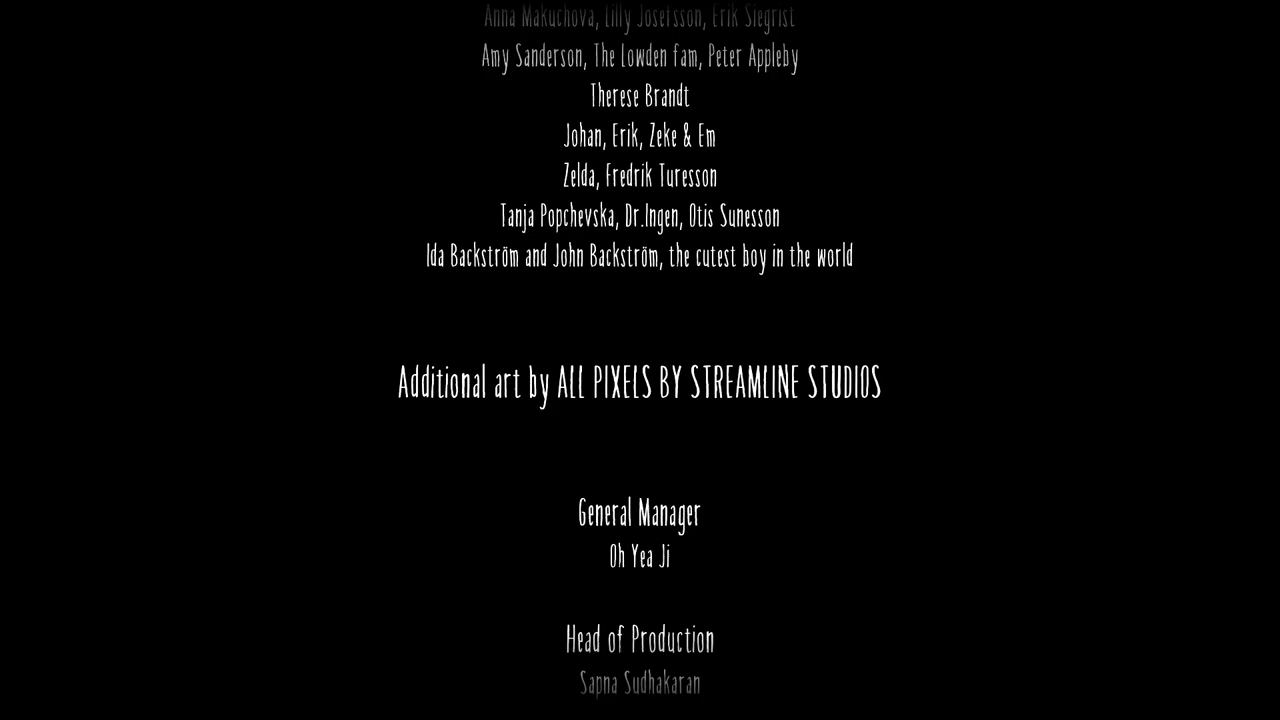 Anna Makuchova, Lilly Josefsson, Erik Siegrist
Amy Sanderson, The Lowden fam, Peter Appleby
Therese Brandt
Johan, Erik, Zeke & Em
Zelda, Fredrik Turesson
Tanja Popchevska, Dr.Ingen, Otis Sunesson
Ida Backström and John Backström, the cutest boy in the world
Additional art by ALL PIXELS BY STREAMLINE STUDIOS
General Manager
Oh Yea Ji
Head of Production
Sapna Sudhakaran